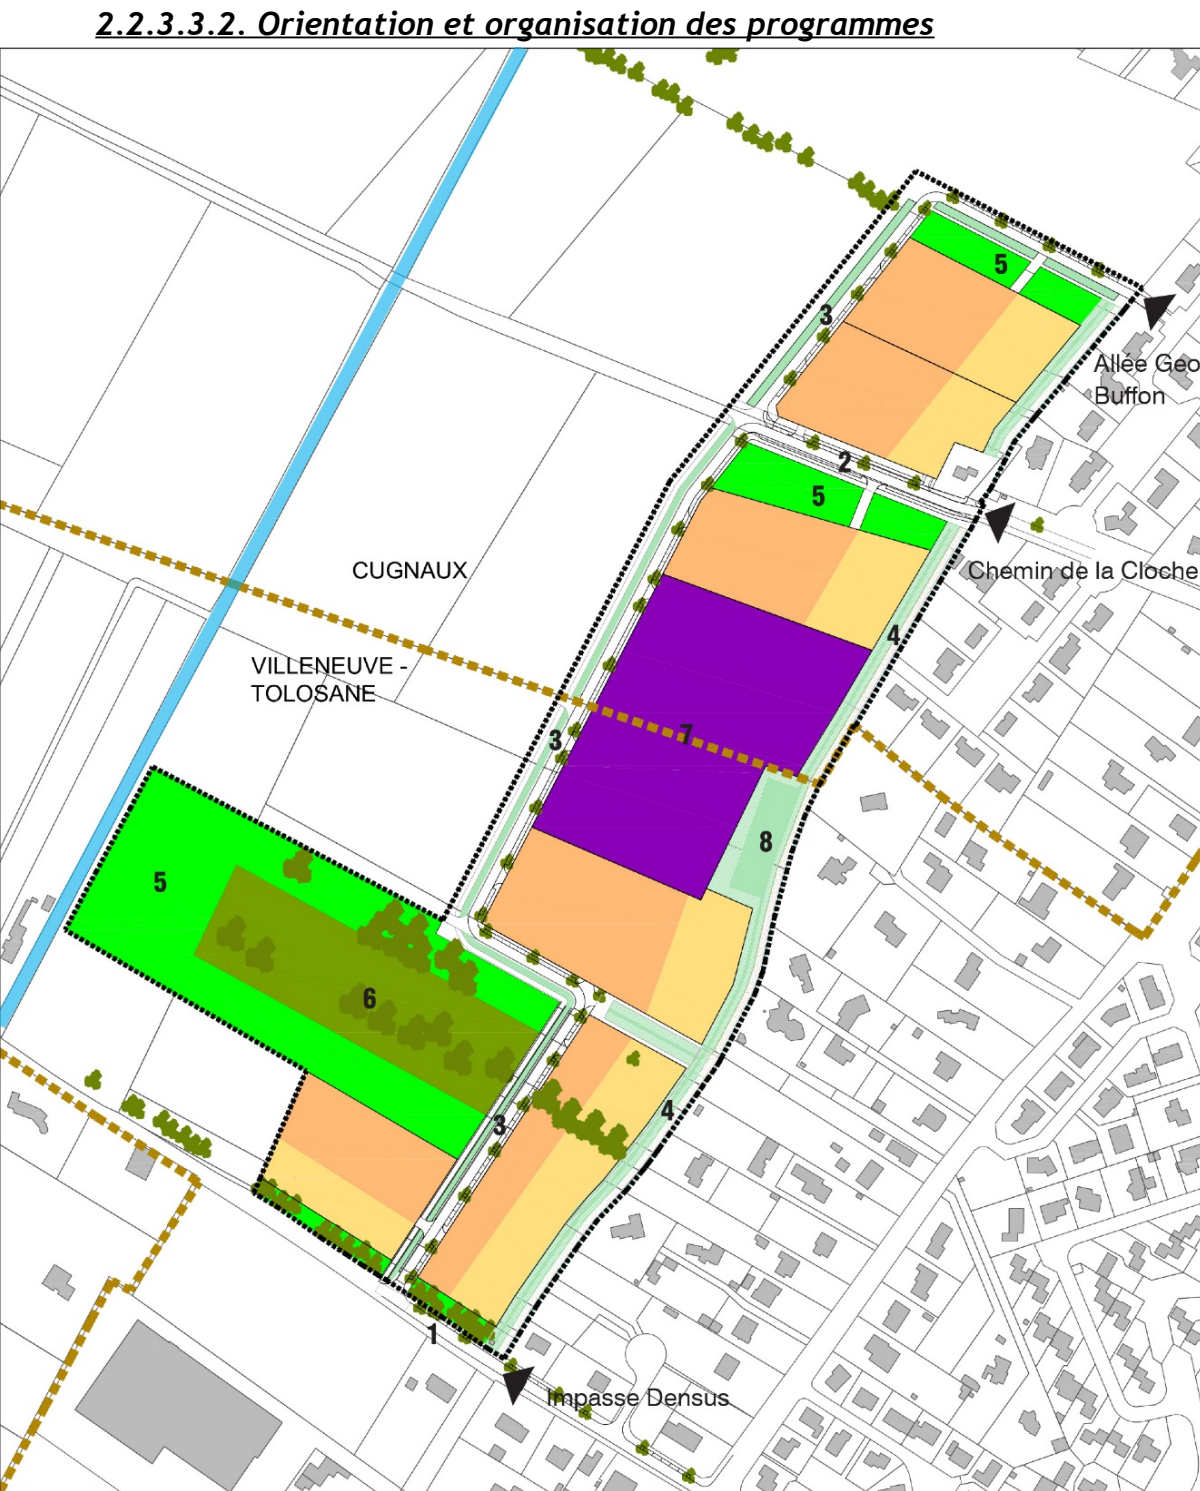 2.2.3.3.2. Orientation et organisation des programmes
5
3
Allée Geo
Buffon
2
5
CUGNAUX
Chemin de la Cloche
4
VILLENEUVE -
TOLOSANE
7
3
8
5
6
4
3
1
Impasse Densus